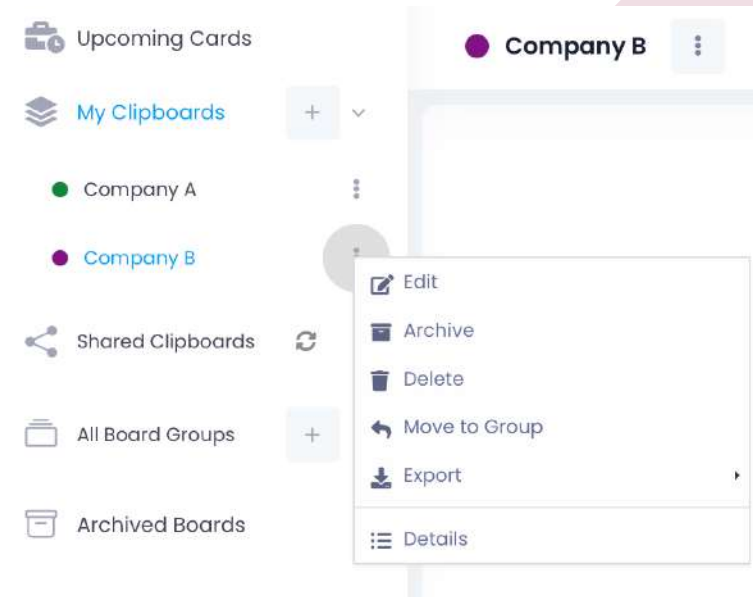 Upcoming Cards
My Clipboards
Company A
Company B
Shared Clipboards
All Board Groups
Archived Boards
Company B
Edit
Archive
Delete
Move to Group
Export
Details